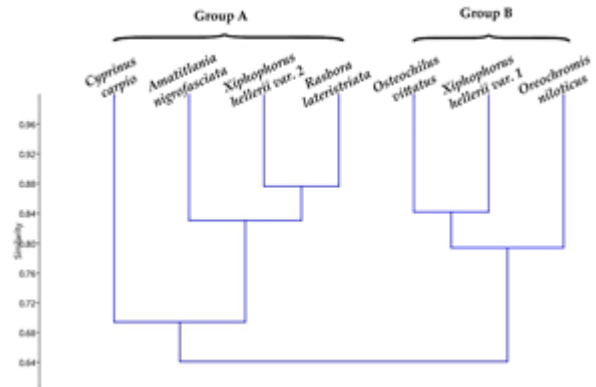 Group A
Group B
Cyprinus
carpio
Amatitlania
nigrofasciata
Xiphophorus
hellerii var. 2
Rasbora
lateristriata
Osteochilus
vittatus
Xiphophorus
hellerii var. 1
Oreochromis
niloticus
0.96
0.92
0.88
0.84
0.80
0.76
0.72
0.68
0.64
Similarity